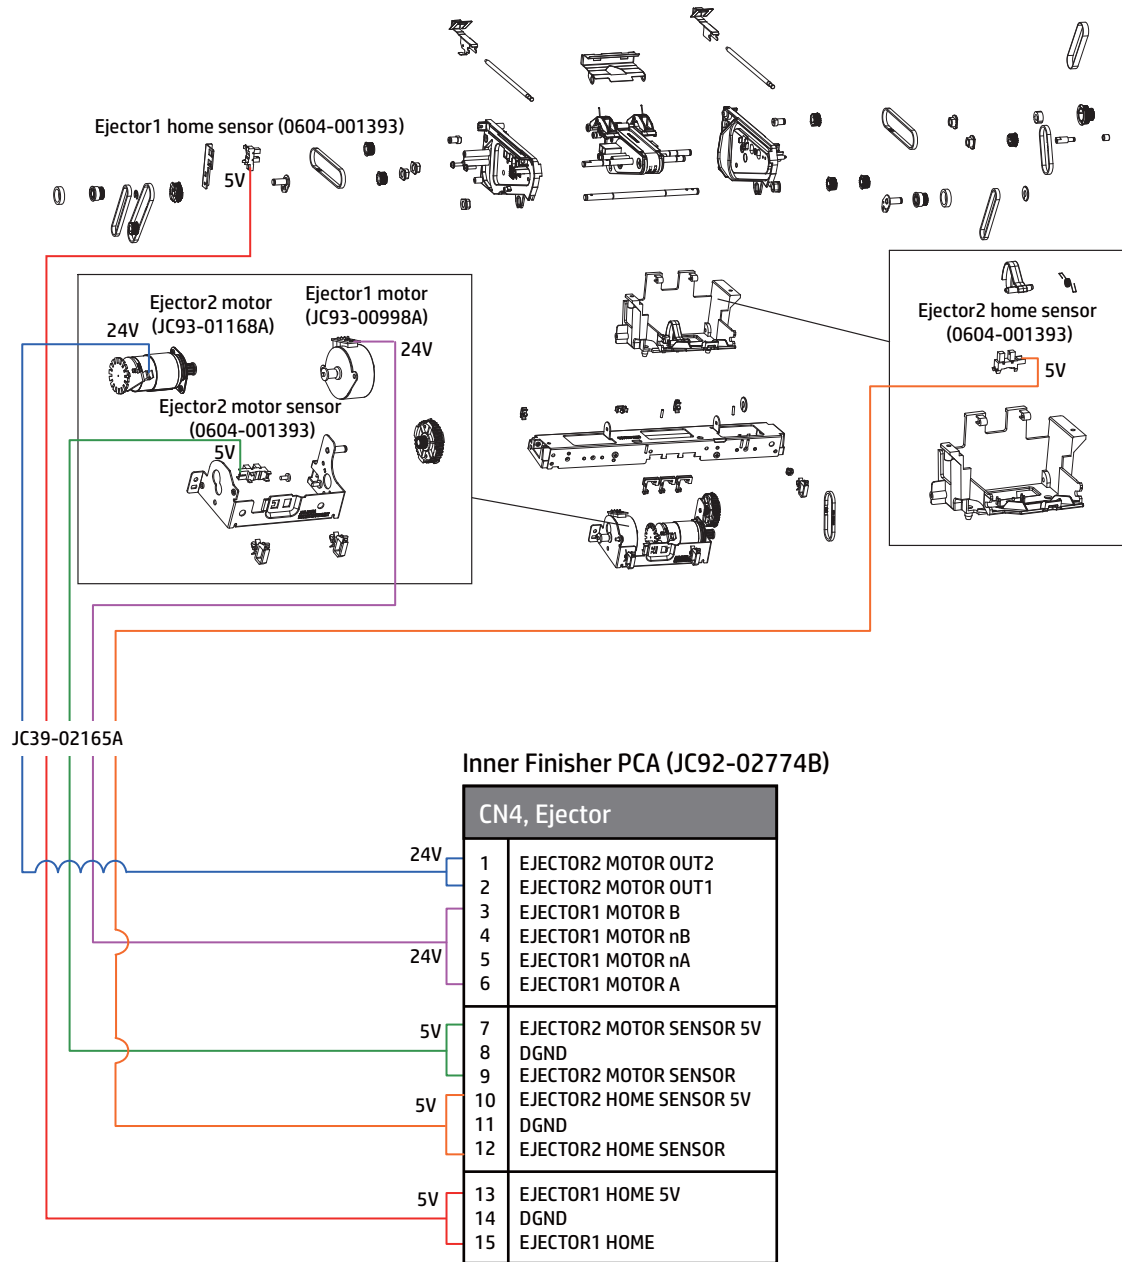 Ejector1 home sensor (0604-001393)
5V
Ejector2 motor
(JC93-01168A)
24V
Ejector1 motor
(JC93-00998A)
24V
Ejector2 motor sensor
(0604-001393)
5V
Ejector2 home sensor
(0604-001393)
5V
JC39-02165A
Inner Finisher PCA (JC92-02774B)
CN4, Ejector
24V
1 EJECTOR2 MOTOR OUT2
2 EJECTOR2 MOTOR OUT1
3 EJECTOR1 MOTOR B
4 EJECTOR1 MOTOR nB
24V
5 EJECTOR1 MOTOR nA
6 EJECTOR1 MOTOR A
5V
7 EJECTOR2 MOTOR SENSOR 5V
8 DGND
9 EJECTOR2 MOTOR SENSOR
5V
10 EJECTOR2 HOME SENSOR 5V
11 DGND
12 EJECTOR2 HOME SENSOR
5V
13 EJECTOR1 HOME 5V
14 DGND
15 EJECTOR1 HOME